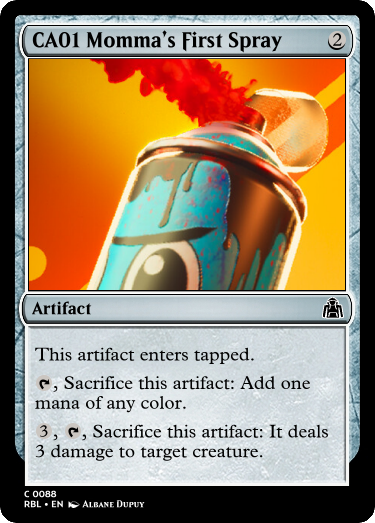 CA01 Momma's First Spray 2
Artifact
This artifact enters tapped.
, Sacrifice this artifact: Add one
mana of any color.
3, , Sacrifice this artifact: It deals
3 damage to target creature.
C 0088
RBL • EN Albane Dupuy